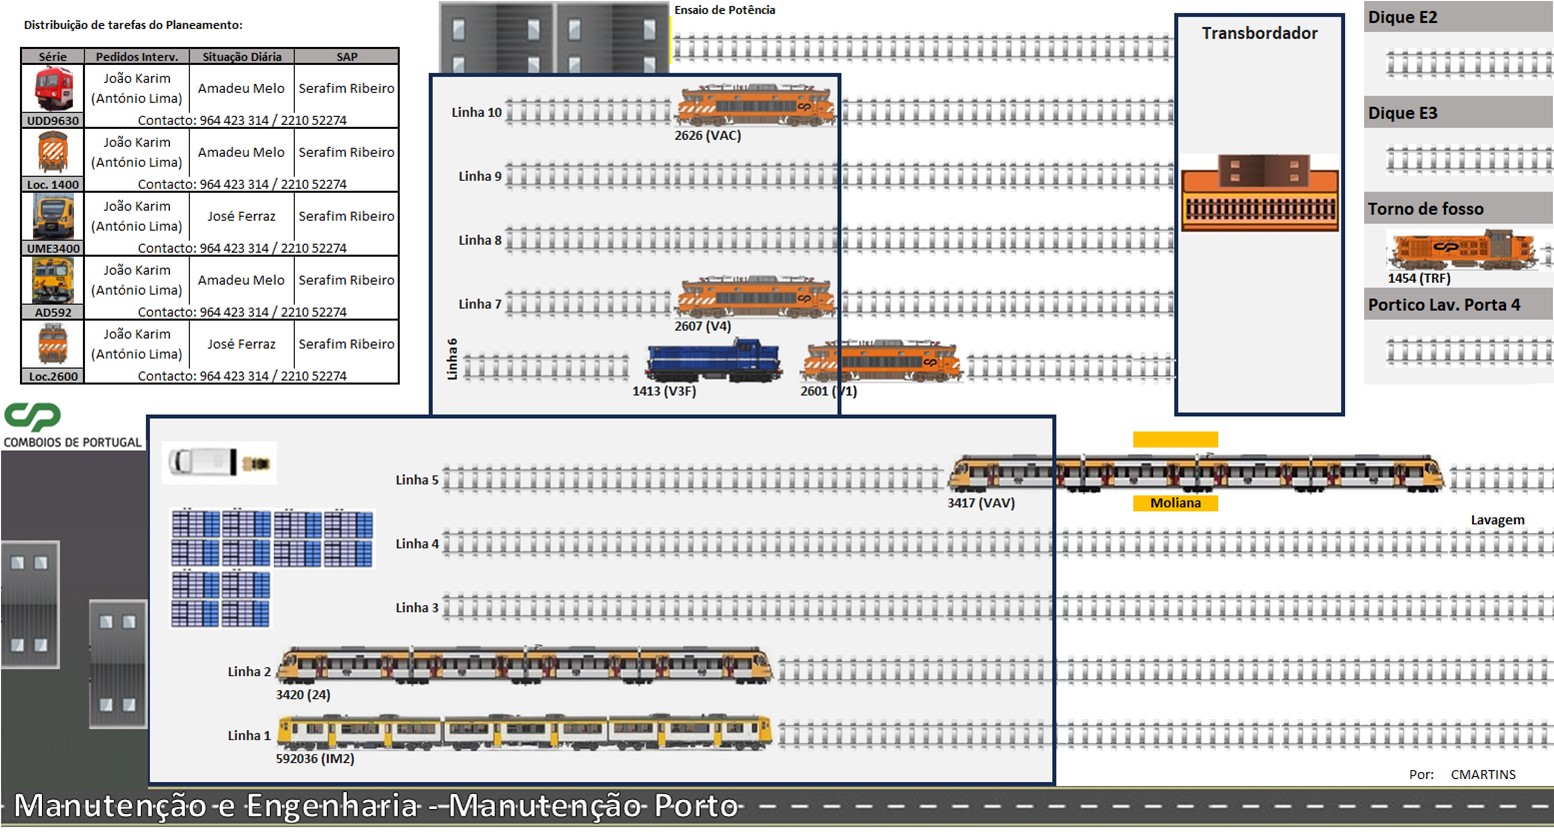 Distribuição de tarefas do Planeamento:
Série Pedidos Interv. Situação Diária SAP
João Karim
(António Lima) Amadeu Melo Serafim Ribeiro
UDD9630 Contacto: 964 423 314 / 2210 52274
João Karim
(António Lima) Amadeu Melo Serafim Ribeiro
Loc. 1400 Contacto: 964 423 314 / 2210 52274
João Karim
(António Lima) José Ferraz Serafim Ribeiro
UME3400 Contacto: 964 423 314 / 2210 52274
João Karim
(António Lima) Amadeu Melo Serafim Ribeiro
AD592 Contacto: 964 423 314 / 2210 52274
João Karim
(António Lima) José Ferraz Serafim Ribeiro
Loc.2600 Contacto: 964 423 314 / 2210 52274
CP
COMBOIOS DE PORTUGAL
Ensaio de Potência
Linha 10
2626 (VAC)
Linha 9
Linha 8
Linha 7
2607 (V4)
Linha 6
1413 (V3F)
2601 (V1)
Transbordador
Dique E2
Dique E3
Torno de fosso
1454 (TRF)
Portico Lav. Porta 4
Linha 5
3417 (VAV)
Moliana
Lavagem
Linha 4
Linha 3
Linha 2
3420 (24)
Linha 1
592036 (IM2)
Por: CMARTINS
Manutenção e Engenharia - Manutenção Porto